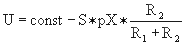 U = const − S*pX* R₂ / (R₁ + R₂)